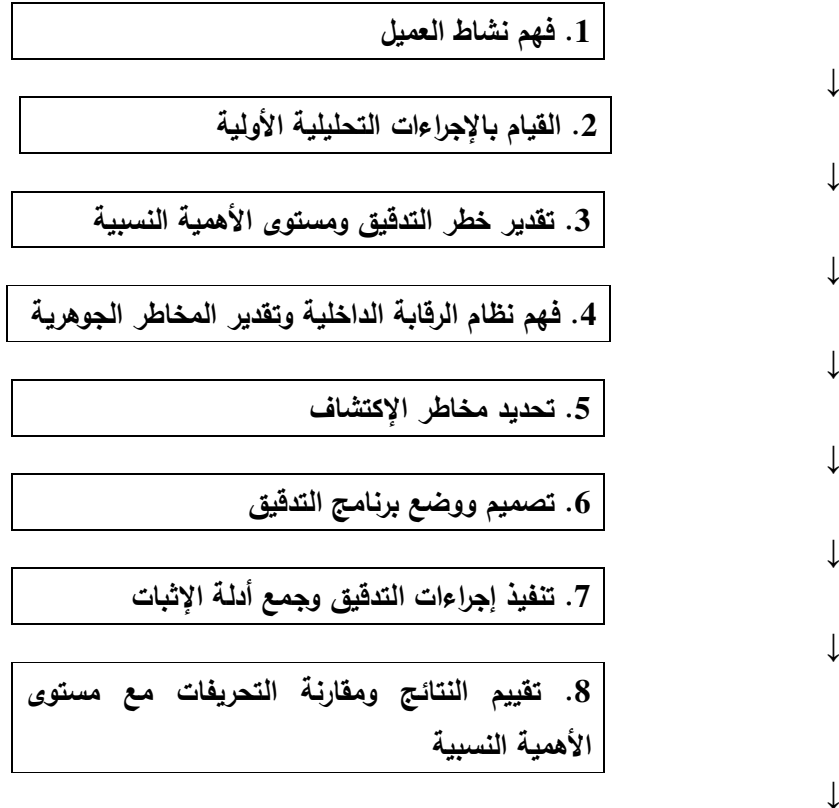 1. فهم نشاط العميل
↓
2. القيام بالإجراءات التحليلية الأولية
↓
3. تقدير خطر التدقيق ومستوى الأهمية النسبية
↓
4. فهم نظام الرقابة الداخلية وتقدير المخاطر الجوهرية
↓
5. تحديد مخاطر الإكتشاف
↓
6. تصميم ووضع برنامج التدقيق
↓
7. تنفيذ إجراءات التدقيق وجمع أدلة الإثبات
↓
8. تقييم النتائج ومقارنة التحريفات مع مستوى
الأهمية النسبية
↓